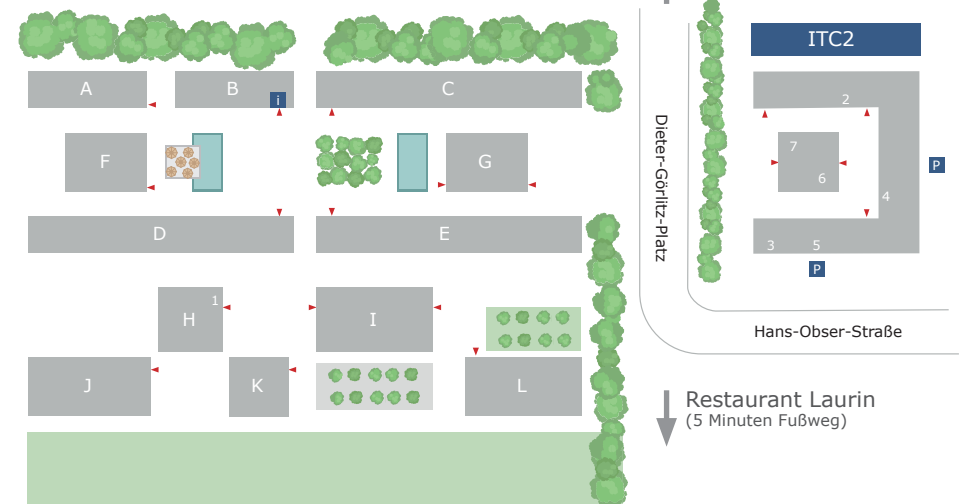 ITC2
A
B
i
C
2
F
G
Dieter-Görlitz-Platz
7
6
P
4
D
E
3
5
P
H
1
I
Hans-Obser-Straße
J
K
L
Restaurant Laurin
(5 Minuten Fußweg)